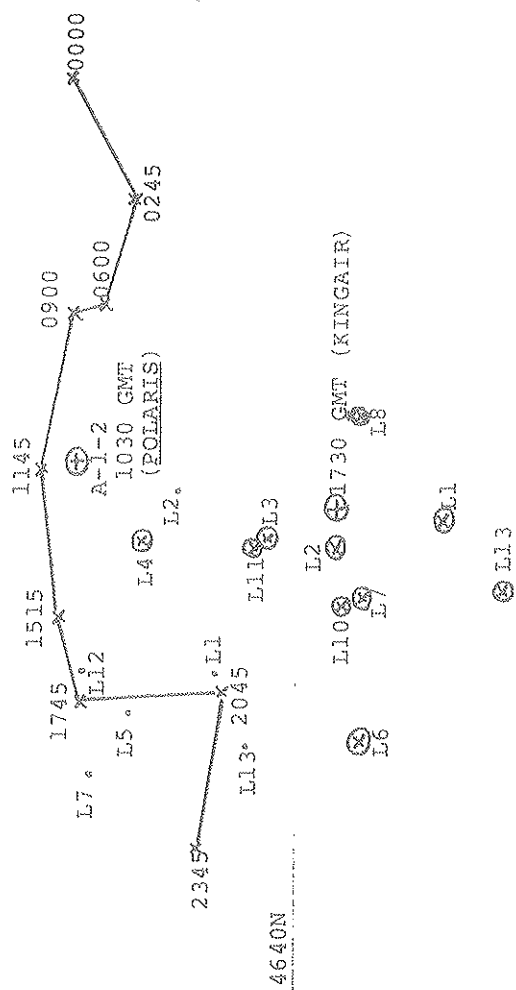 0000
0245
0600
0900
1145
1515
1745
2045
2345
A-1-2
1030 GMT
(POLARIS)
L2
L4
L12
L5
L7
L1
L13
L11
L3
4640N
L2
1730 GMT (KINGAIR)
L8
L10
L7
L6
L1
L13